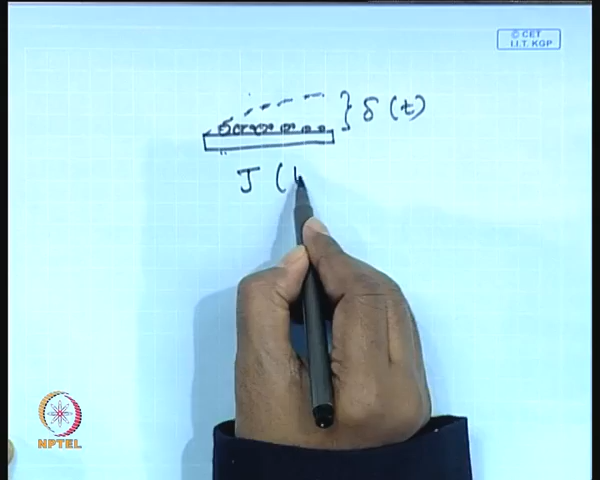 © CET
I.I.T. KGP
} δ (t)
J (
NPTEL